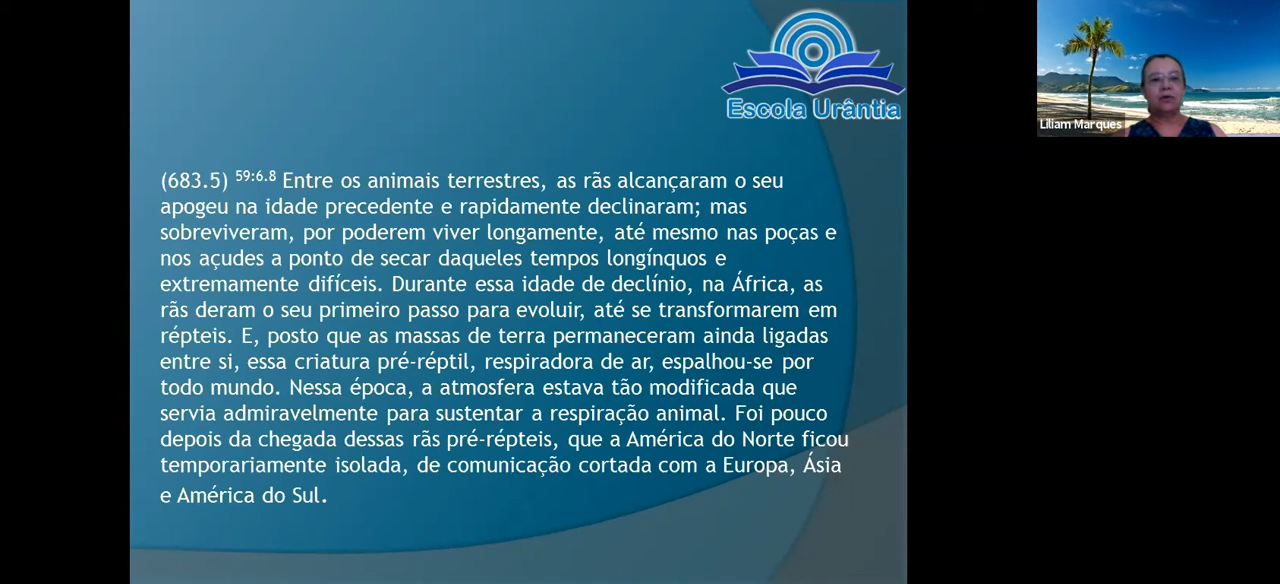 Escola Urântia
Liliam Marques
(683.5) 59:6.8 Entre os animais terrestres, as rãs alcançaram o seu
apogeu na idade precedente e rapidamente declinaram; mas
sobreviveram, por poderem viver longamente, até mesmo nas poças e
nos açudes a ponto de secar daqueles tempos longínquos e
extremamente difíceis. Durante essa idade de declínio, na África, as
rãs deram o seu primeiro passo para evoluir, até se transformarem em
répteis. E, posto que as massas de terra permaneceram ainda ligadas
entre si, essa criatura pré-réptil, respiradora de ar, espalhou-se por
todo mundo. Nessa época, a atmosfera estava tão modificada que
servia admiravelmente para sustentar a respiração animal. Foi pouco
depois da chegada dessas rãs pré-répteis, que a América do Norte ficou
temporariamente isolada, de comunicação cortada com a Europa, Ásia
e América do Sul.